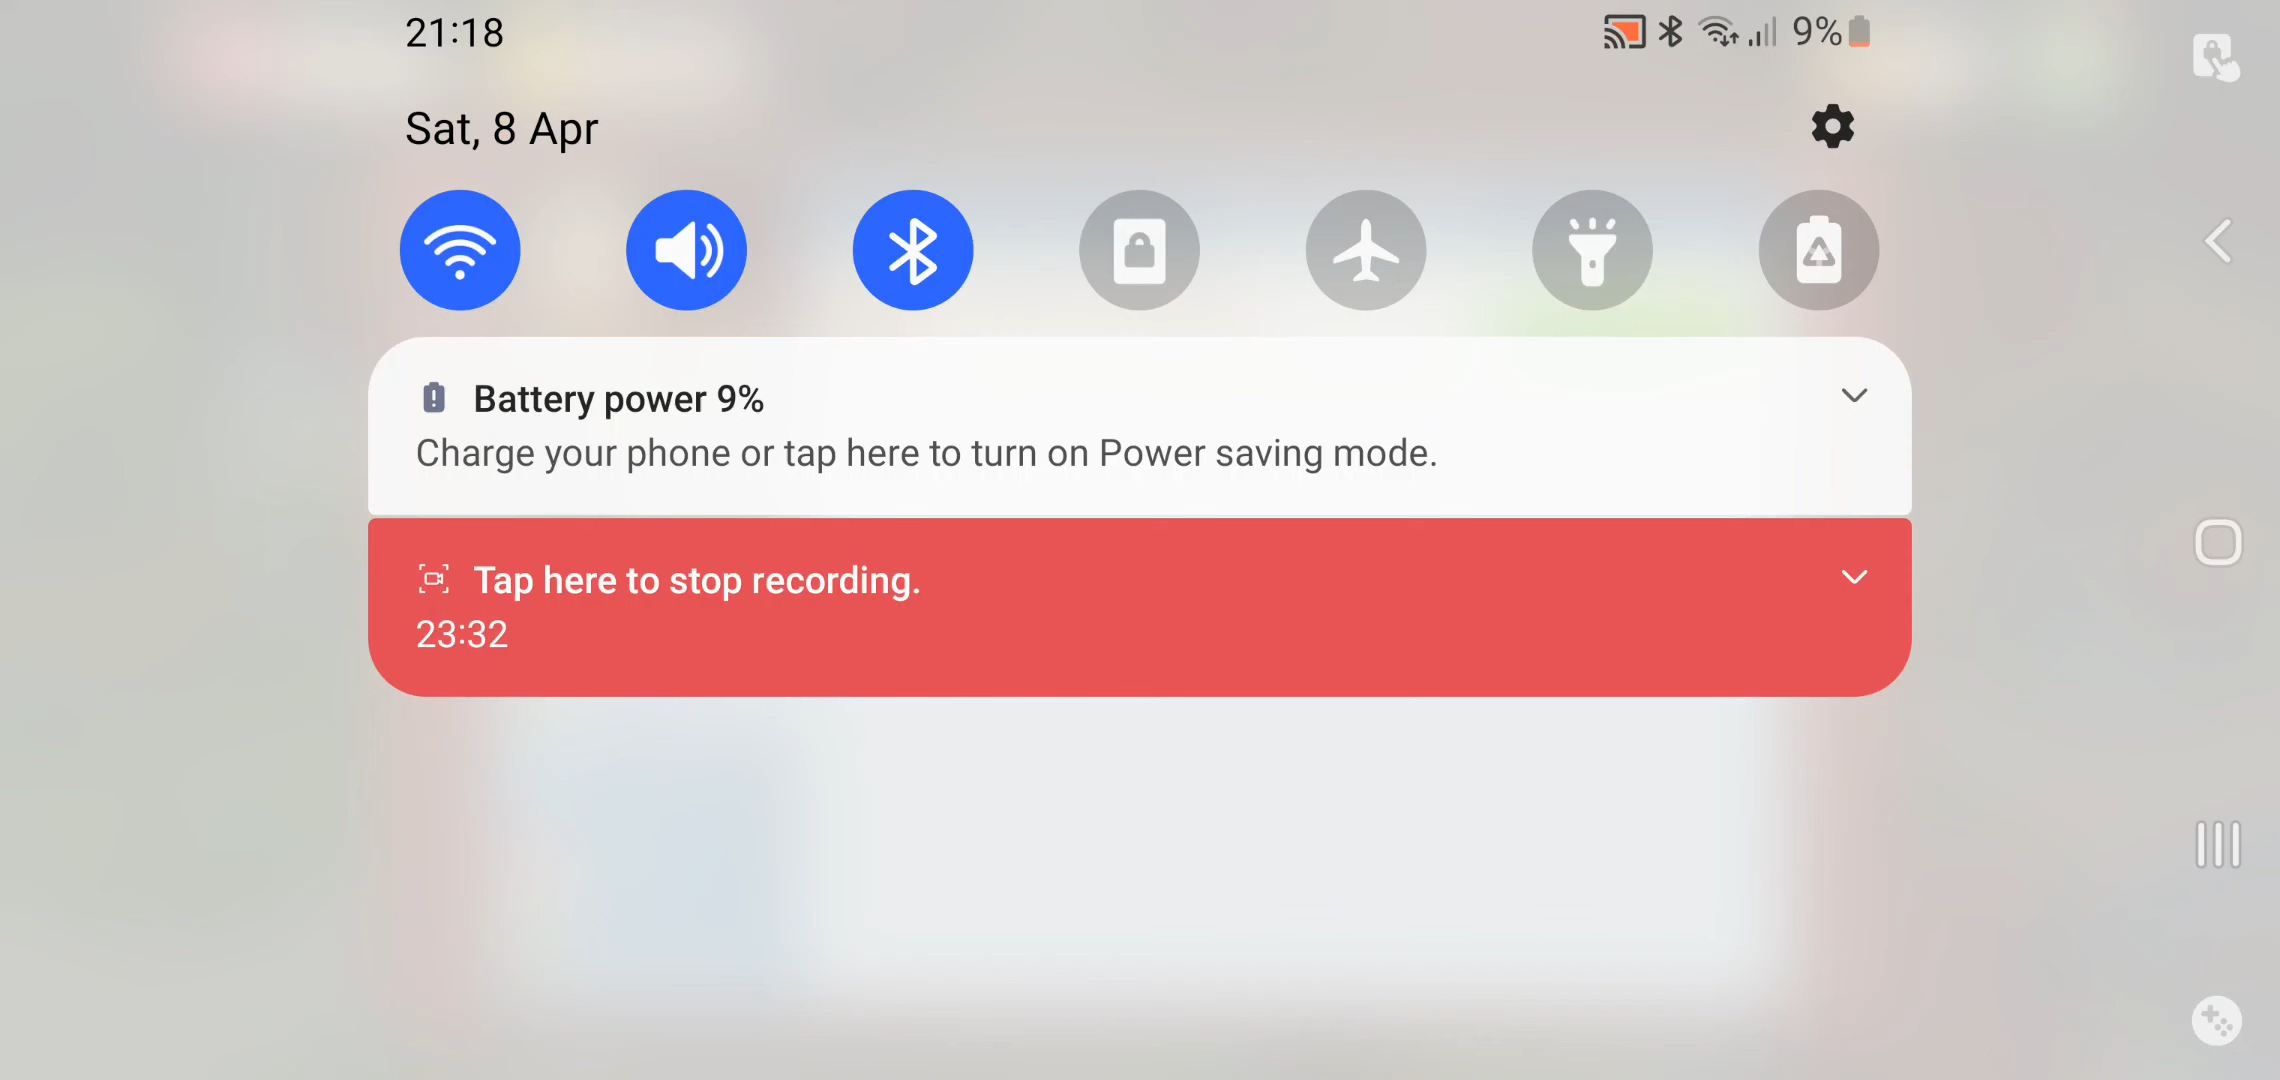 21:18
9%
Sat, 8 Apr
Battery power 9%
Charge your phone or tap here to turn on Power saving mode.
Tap here to stop recording.
23:32